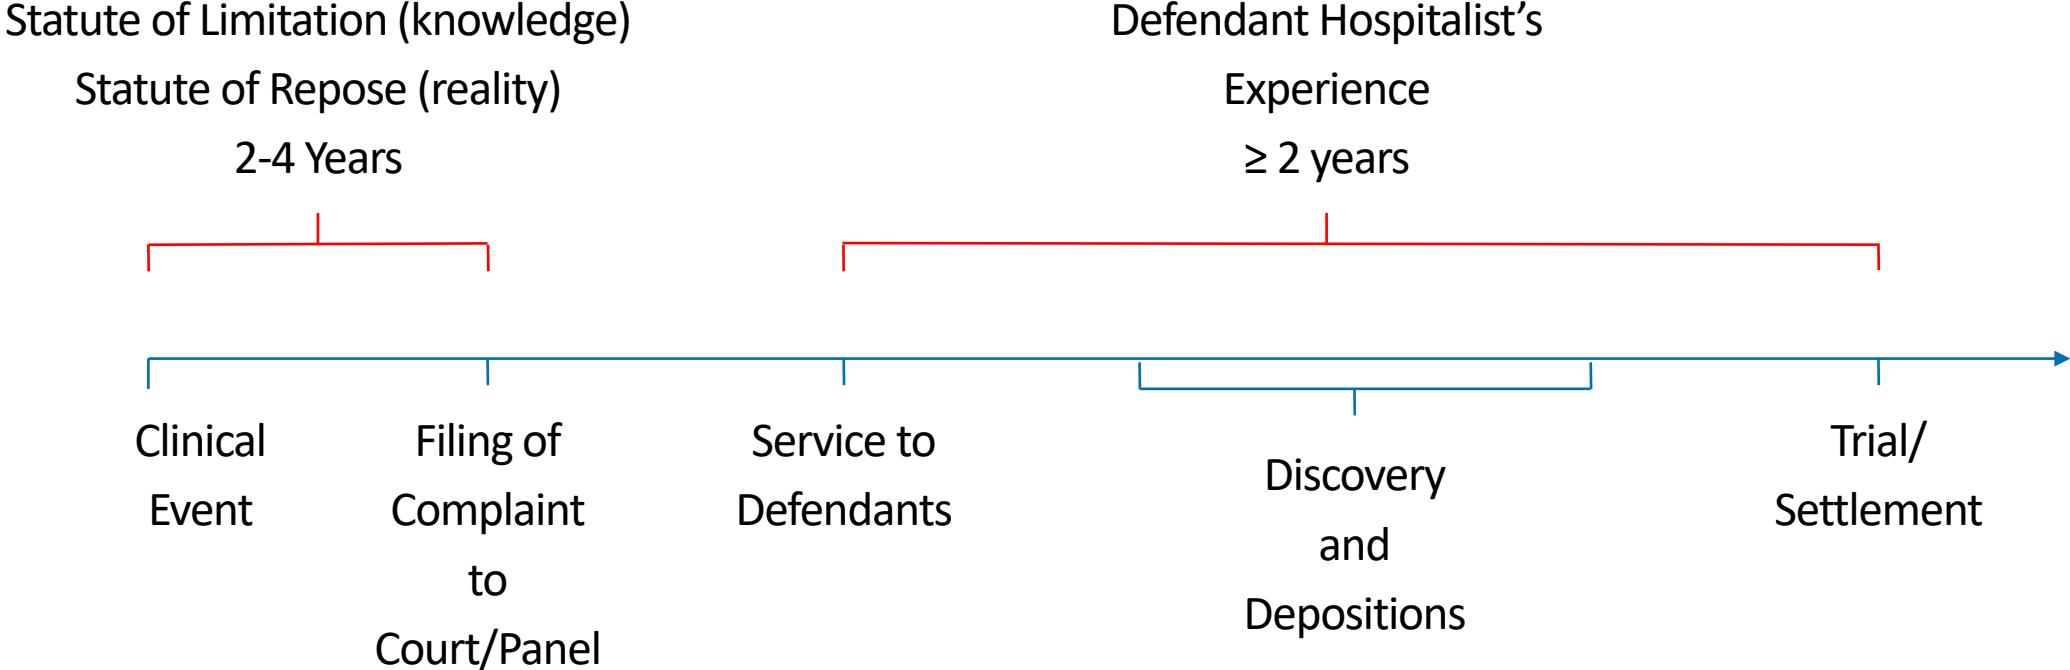 Statute of Limitation (knowledge)
Statute of Repose (reality)
2-4 Years
Defendant Hospitalist’s
Experience
≥ 2 years
Clinical
Event
Filing of
Complaint
to
Court/Panel
Service to
Defendants
Discovery
and
Depositions
Trial/
Settlement